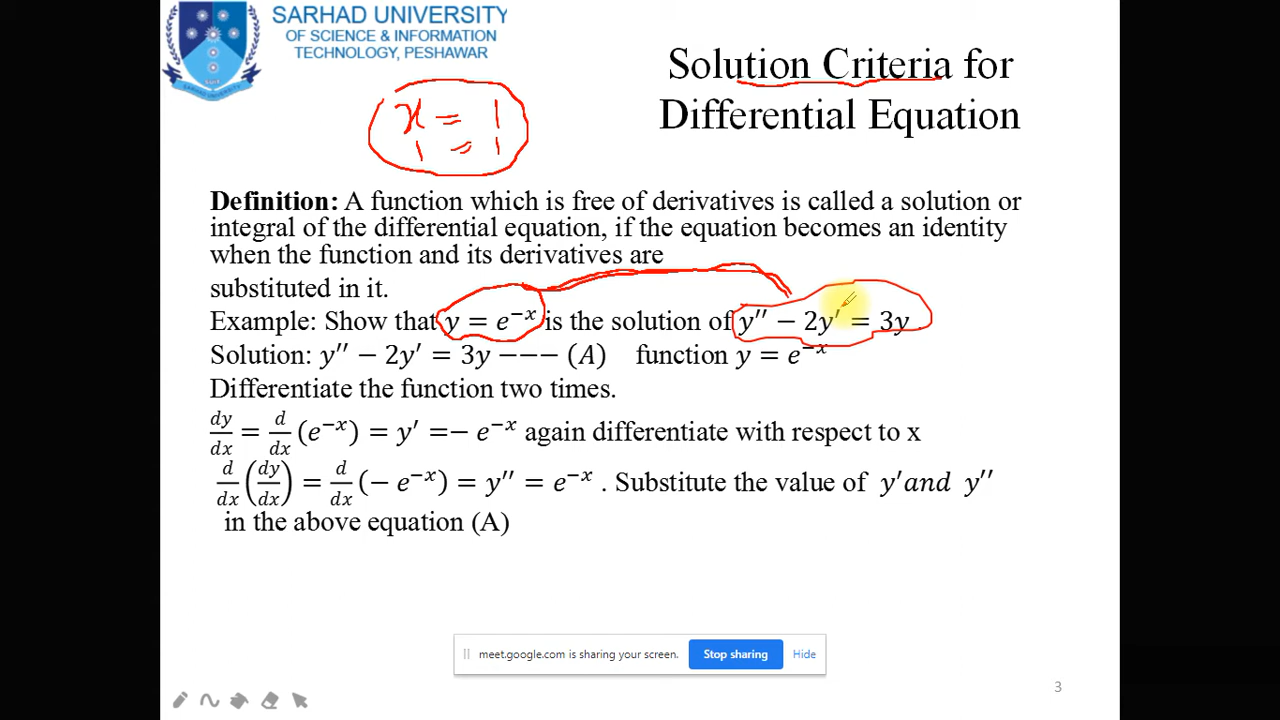 SARHAD UNIVERSITY
OF SCIENCE & INFORMATION
TECHNOLOGY, PESHAWAR
Solution Criteria for
Differential Equation
x = 1
1 = 1
Definition: A function which is free of derivatives is called a solution or
integral of the differential equation, if the equation becomes an identity
when the function and its derivatives are
substituted in it.
Example: Show that y = e⁻ˣ is the solution of y′′ − 2y′ = 3y .
Solution: y′′ − 2y′ = 3y −−− (A) function y = e⁻ˣ
Differentiate the function two times.
dy/dx = d/dx (e⁻ˣ) = y′ =− e⁻ˣ again differentiate with respect to x
d/dx (dy/dx) = d/dx (− e⁻ˣ) = y′′ = e⁻ˣ . Substitute the value of y′and y′′
in the above equation (A)
meet.google.com is sharing your screen. Stop sharing Hide
3